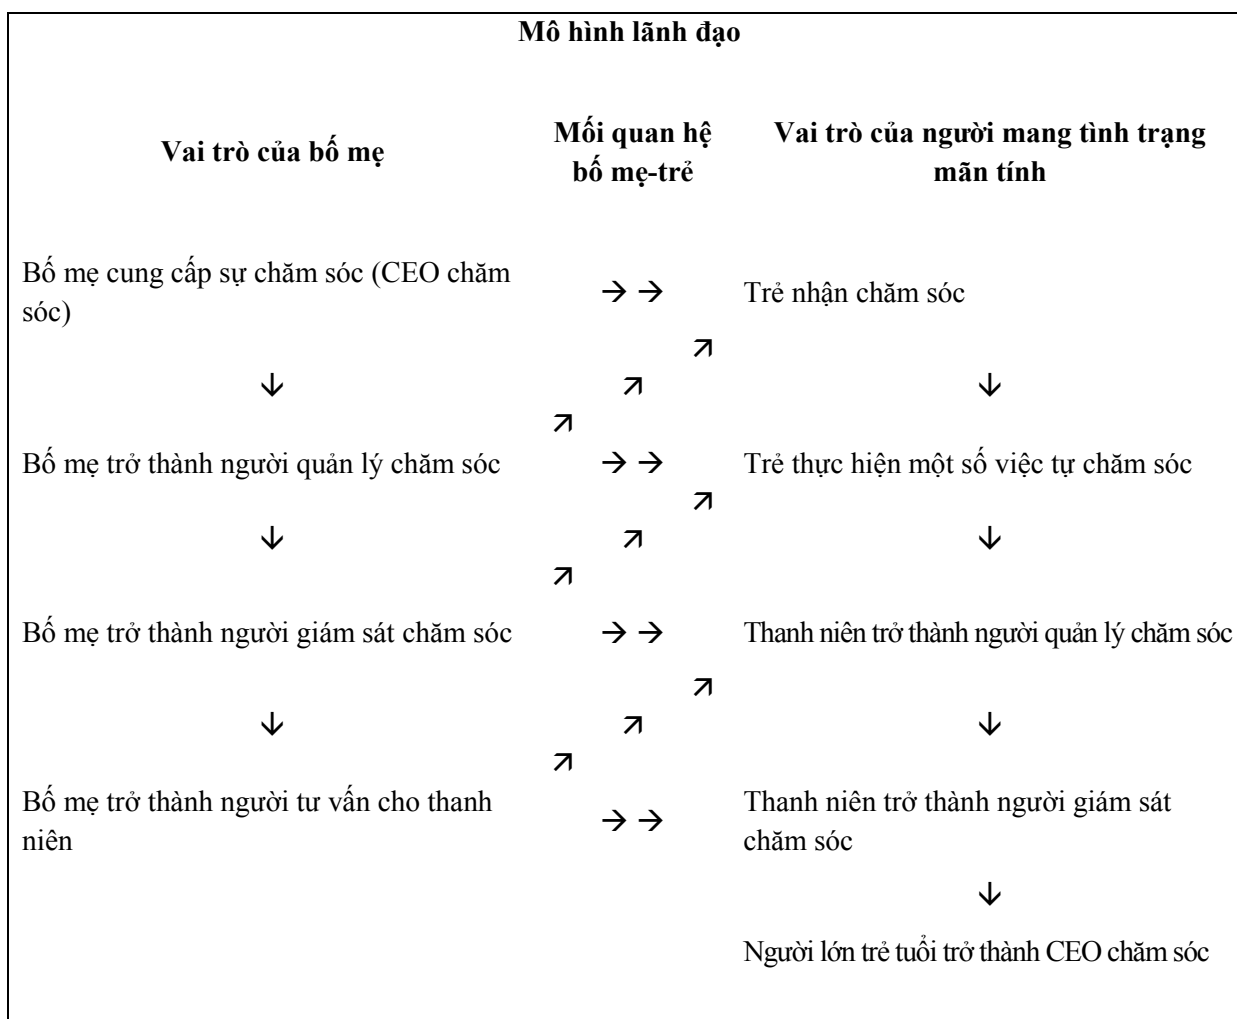 Mô hình lãnh đạo
Vai trò của bố mẹ
Mối quan hệ
bố mẹ-trẻ
Vai trò của người mang tình trạng
mãn tính
Bố mẹ cung cấp sự chăm sóc (CEO chăm
sóc)
→ →
Trẻ nhận chăm sóc
↗
↓ ↗ ↓
↗
Bố mẹ trở thành người quản lý chăm sóc
→ →
Trẻ thực hiện một số việc tự chăm sóc
↗
↓ ↗ ↓
↗
Bố mẹ trở thành người giám sát chăm sóc
→ →
Thanh niên trở thành người quản lý chăm sóc
↗
↓ ↗ ↓
↗
Bố mẹ trở thành người tư vấn cho thanh
niên
→ →
Thanh niên trở thành người giám sát
chăm sóc
↓
Người lớn trẻ tuổi trở thành CEO chăm sóc